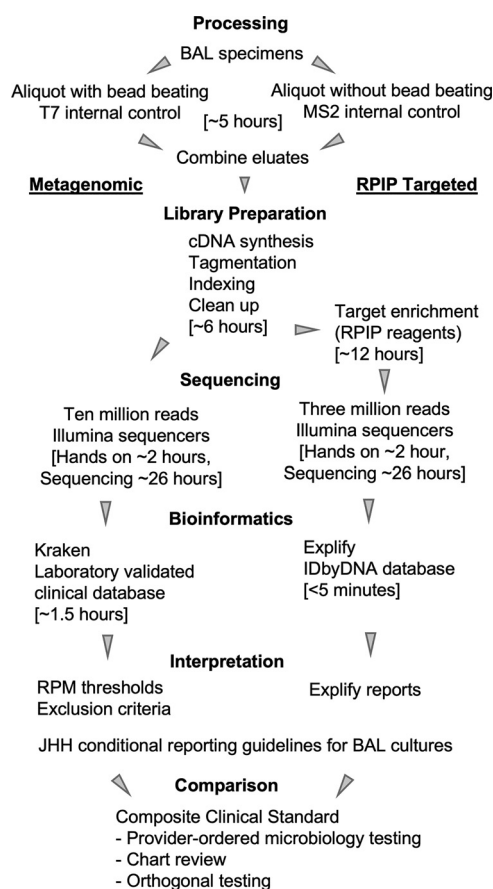 Processing
BAL specimens
Aliquot with bead beating
T7 internal control
Aliquot without bead beating
MS2 internal control
[~5 hours]
Combine eluates
Metagenomic
RPIP Targeted
Library Preparation
cDNA synthesis
Tagmentation
Indexing
Clean up
[~6 hours]
Target enrichment
(RPIP reagents)
[~12 hours]
Sequencing
Ten million reads
Illumina sequencers
[Hands on ~2 hours,
Sequencing ~26 hours]
Three million reads
Illumina sequencers
[Hands on ~2 hour,
Sequencing ~26 hours]
Bioinformatics
Kraken
Laboratory validated
clinical database
[~1.5 hours]
Explify
IDbyDNA database
[<5 minutes]
Interpretation
RPM thresholds
Exclusion criteria
Explify reports
JHH conditional reporting guidelines for BAL cultures
Comparison
Composite Clinical Standard
- Provider-ordered microbiology testing
- Chart review
- Orthogonal testing